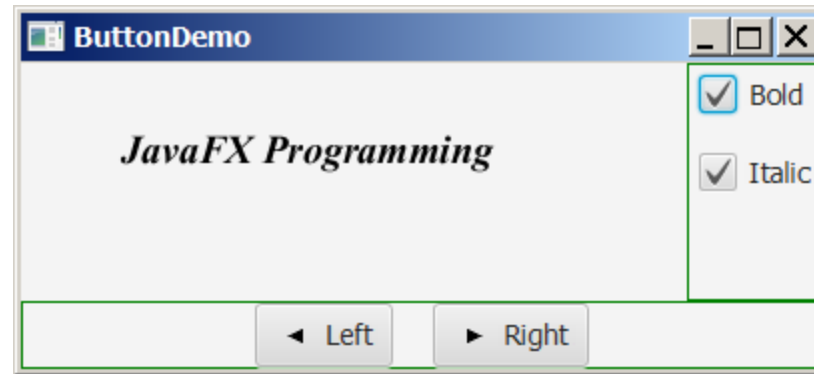 ButtonDemo
Bold
JavaFX Programming
Italic
Left
Right